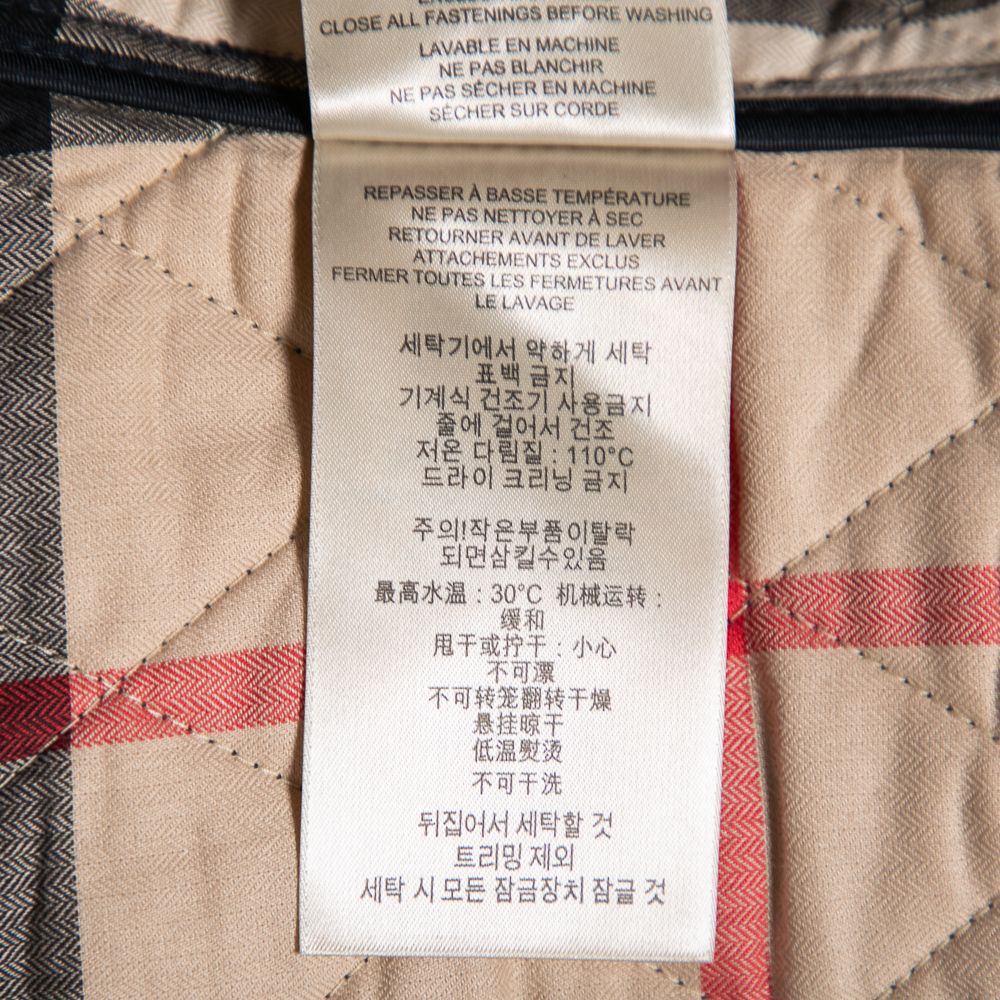 CLOSE ALL FASTENINGS BEFORE WASHING
LAVABLE EN MACHINE
NE PAS BLANCHIR
NE PAS SÉCHER EN MACHINE
SÉCHER SUR CORDE
REPASSER À BASSE TEMPÉRATURE
NE PAS NETTOYER À SEC
RETOURNER AVANT DE LAVER
ATTACHEMENTS EXCLUS
FERMER TOUTES LES FERMETURES AVANT
LE LAVAGE
세탁기에서 약하게 세탁
표백 금지
기계식 건조기 사용금지
줄에 걸어서 건조
저온 다림질 : 110°C
드라이 크리닝 금지
주의!작은부품이탈락
되면삼킬수있음
最高水温 : 30°C 机械运转 :
缓和
甩干或拧干 : 小心
不可漂
不可转笼翻转干燥
悬挂晾干
低温熨烫
不可干洗
뒤집어서 세탁할 것
트리밍 제외
세탁 시 모든 잠금장치 잠글 것